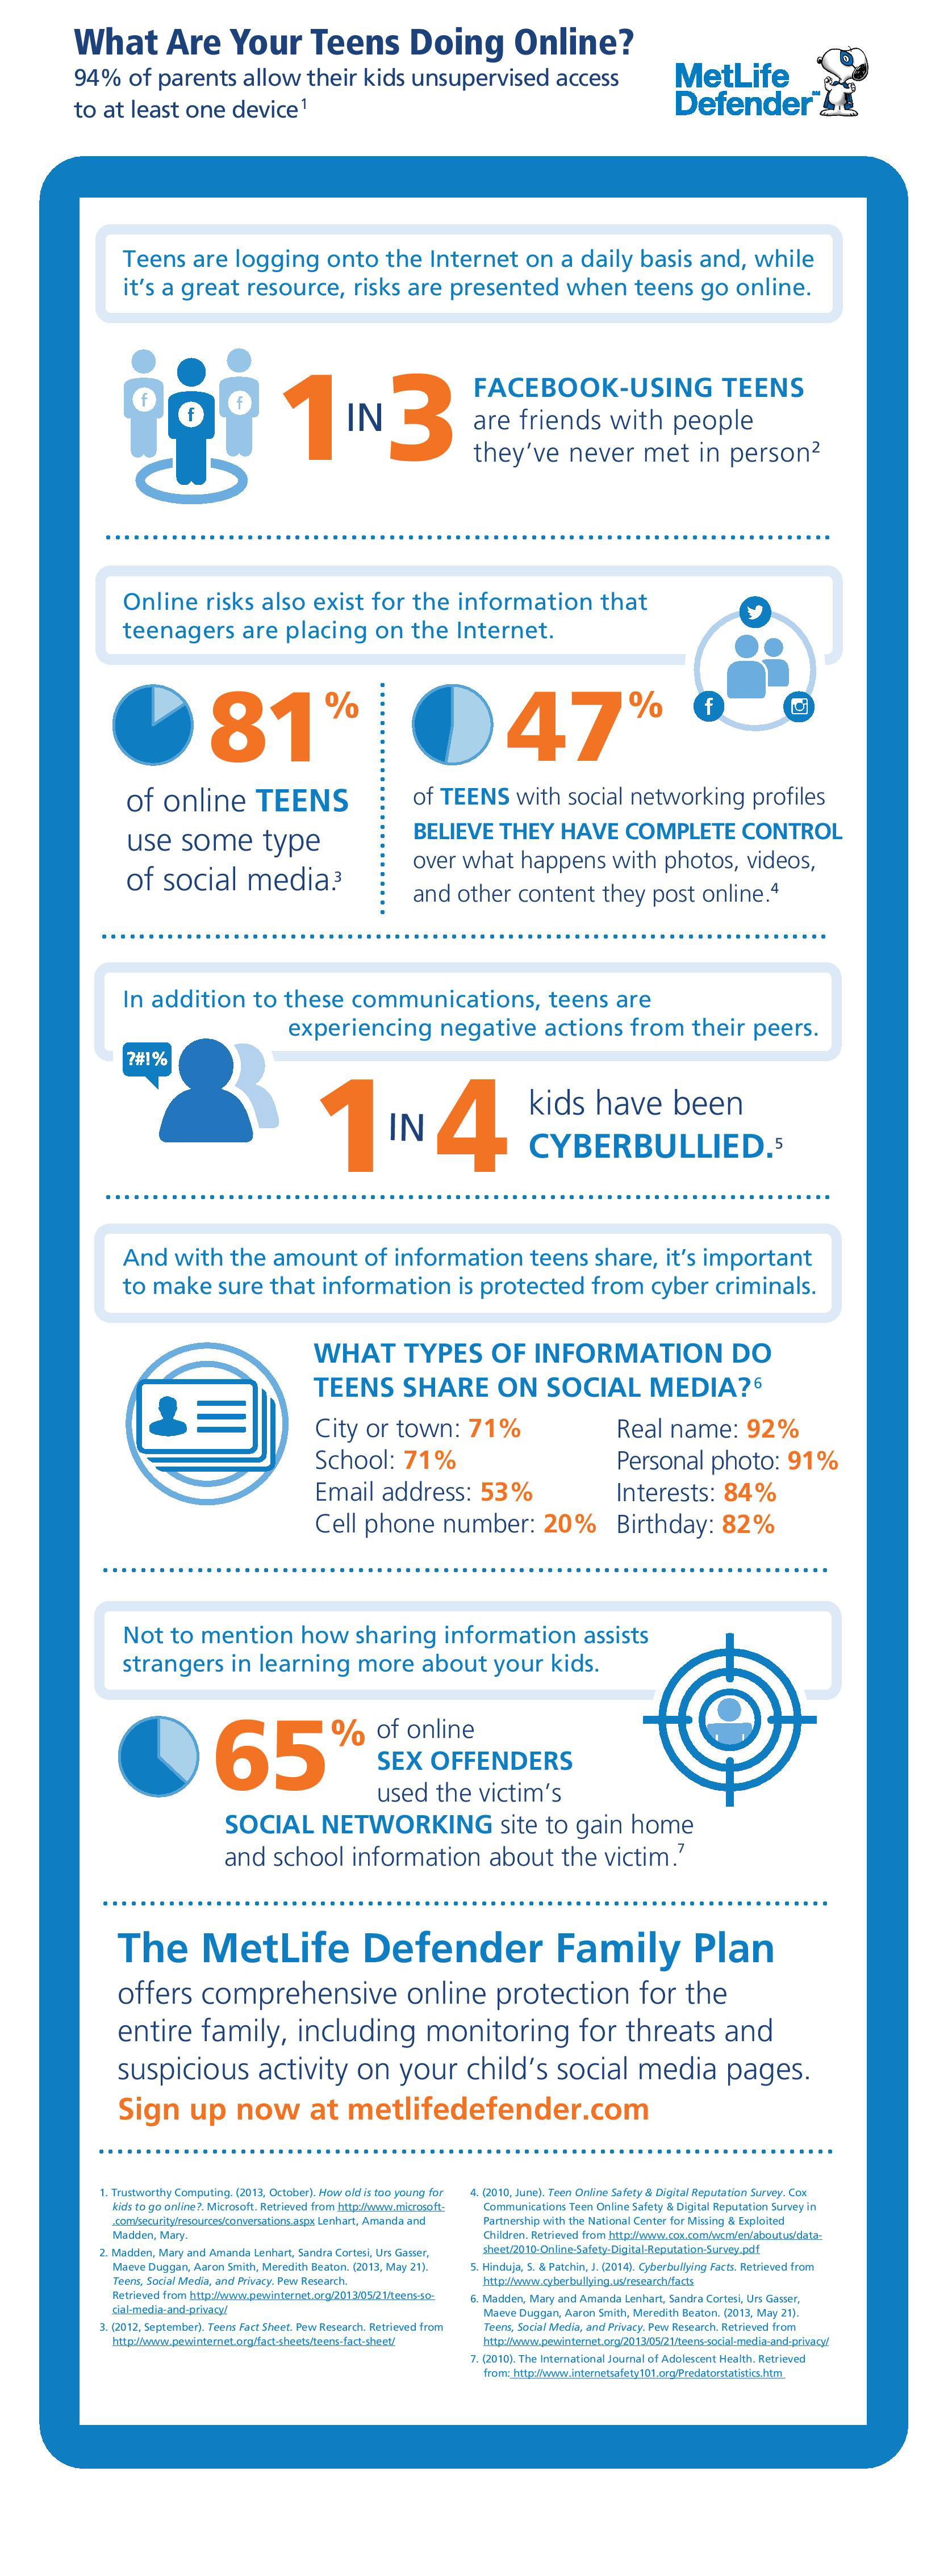 What Are Your Teens Doing Online?
94% of parents allow their kids unsupervised access
to at least one device¹
MetLife
Defender℠
Teens are logging onto the Internet on a daily basis and, while
it's a great resource, risks are presented when teens go online.
f f f
1 IN 3
FACEBOOK-USING TEENS
are friends with people
they've never met in person²
Online risks also exist for the information that
teenagers are placing on the Internet.
f
81%
of online TEENS
use some type
of social media.³
47%
of TEENS with social networking profiles
BELIEVE THEY HAVE COMPLETE CONTROL
over what happens with photos, videos,
and other content they post online.⁴
In addition to these communications, teens are
experiencing negative actions from their peers.
?#!%
1 IN 4
kids have been
CYBERBULLIED.⁵
And with the amount of information teens share, it's important
to make sure that information is protected from cyber criminals.
WHAT TYPES OF INFORMATION DO
TEENS SHARE ON SOCIAL MEDIA?⁶
City or town: 71%
School: 71%
Email address: 53%
Cell phone number: 20%
Real name: 92%
Personal photo: 91%
Interests: 84%
Birthday: 82%
Not to mention how sharing information assists
strangers in learning more about your kids.
65% of online
SEX OFFENDERS
used the victim's
SOCIAL NETWORKING site to gain home
and school information about the victim.⁷
The MetLife Defender Family Plan
offers comprehensive online protection for the
entire family, including monitoring for threats and
suspicious activity on your child's social media pages.
Sign up now at metlifedefender.com
1. Trustworthy Computing. (2013, October). How old is too young for
kids to go online?. Microsoft. Retrieved from http://www.microsoft-
.com/security/resources/conversations.aspx Lenhart, Amanda and
Madden, Mary.
2. Madden, Mary and Amanda Lenhart, Sandra Cortesi, Urs Gasser,
Maeve Duggan, Aaron Smith, Meredith Beaton. (2013, May 21).
Teens, Social Media, and Privacy. Pew Research.
Retrieved from http://www.pewinternet.org/2013/05/21/teens-so-
cial-media-and-privacy/
3. (2012, September). Teens Fact Sheet. Pew Research. Retrieved from
http://www.pewinternet.org/fact-sheets/teens-fact-sheet/
4. (2010, June). Teen Online Safety & Digital Reputation Survey. Cox
Communications Teen Online Safety & Digital Reputation Survey in
Partnership with the National Center for Missing & Exploited
Children. Retrieved from http://www.cox.com/wcm/en/aboutus/data-
sheet/2010-Online-Safety-Digital-Reputation-Survey.pdf
5. Hinduja, S. & Patchin, J. (2014). Cyberbullying Facts. Retrieved from
http://www.cyberbullying.us/research/facts
6. Madden, Mary and Amanda Lenhart, Sandra Cortesi, Urs Gasser,
Maeve Duggan, Aaron Smith, Meredith Beaton. (2013, May 21).
Teens, Social Media, and Privacy. Pew Research. Retrieved from
http://www.pewinternet.org/2013/05/21/teens-social-media-and-privacy/
7. (2010). The International Journal of Adolescent Health. Retrieved
from: http://www.internetsafety101.org/Predatorstatistics.htm